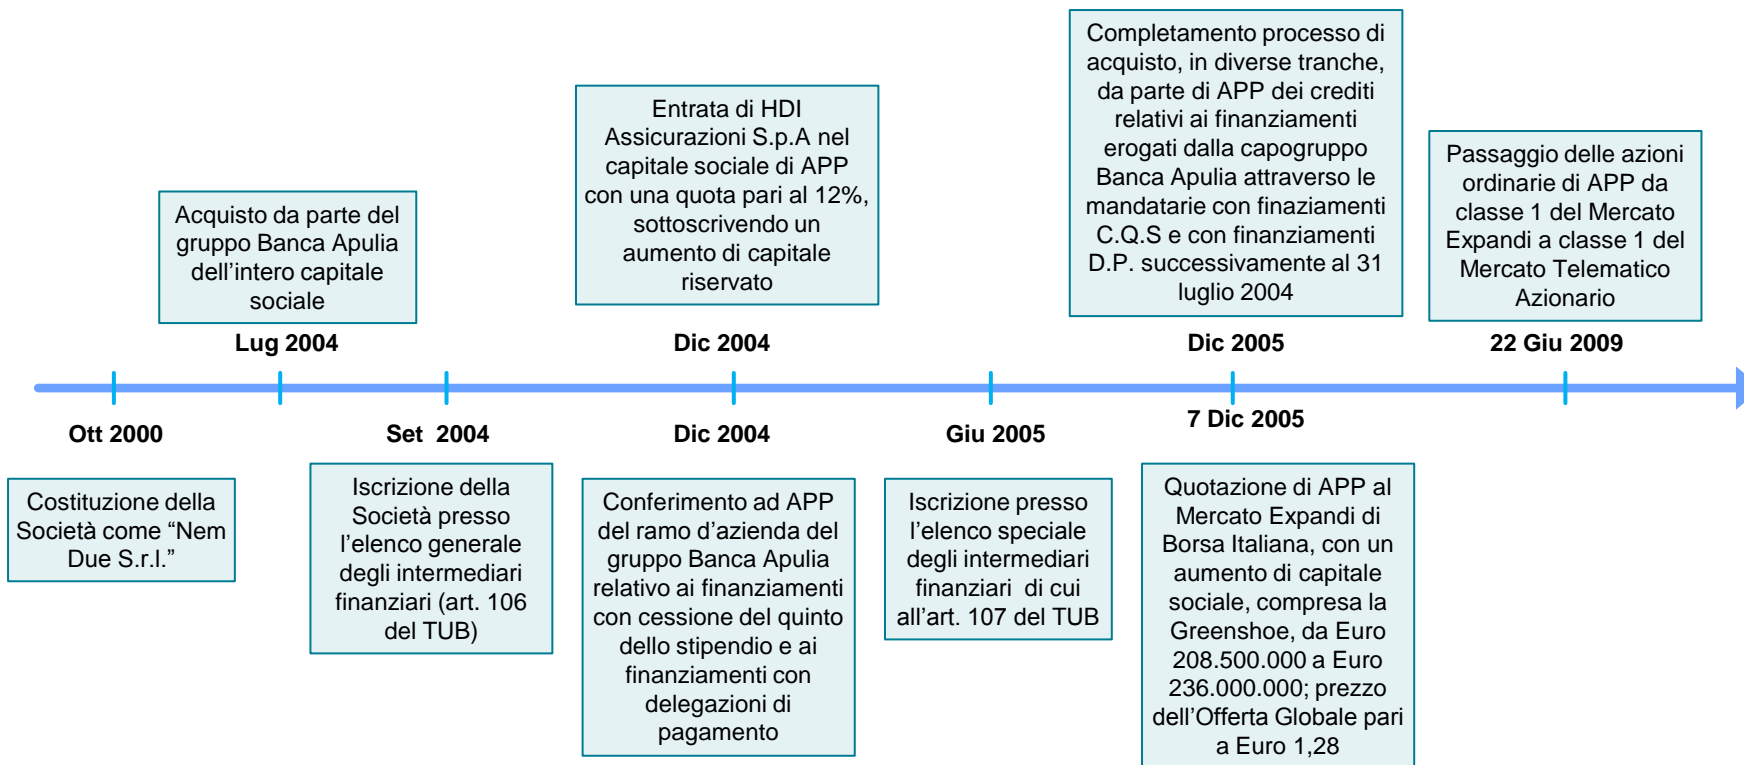 Acquisto da parte del
gruppo Banca Apulia
dell’intero capitale
sociale
Lug 2004
Entrata di HDI
Assicurazioni S.p.A nel
capitale sociale di APP
con una quota pari al 12%,
sottoscrivendo un
aumento di capitale
riservato
Dic 2004
Completamento processo di
acquisto, in diverse tranche,
da parte di APP dei crediti
relativi ai finanziamenti
erogati dalla capogruppo
Banca Apulia attraverso le
mandatarie con finaziamenti
C.Q.S e con finanziamenti
D.P. successivamente al 31
luglio 2004
Dic 2005
Passaggio delle azioni
ordinarie di APP da
classe 1 del Mercato
Expandi a classe 1 del
Mercato Telematico
Azionario
22 Giu 2009
Ott 2000
Costituzione della
Società come “Nem
Due S.r.l.”
Set 2004
Iscrizione della
Società presso
l’elenco generale
degli intermediari
finanziari (art. 106
del TUB)
Dic 2004
Conferimento ad APP
del ramo d’azienda del
gruppo Banca Apulia
relativo ai finanziamenti
con cessione del quinto
dello stipendio e ai
finanziamenti con
delegazioni di
pagamento
Giu 2005
Iscrizione presso
l’elenco speciale
degli intermediari
finanziari di cui
all’art. 107 del TUB
7 Dic 2005
Quotazione di APP al
Mercato Expandi di
Borsa Italiana, con un
aumento di capitale
sociale, compresa la
Greenshoe, da Euro
208.500.000 a Euro
236.000.000; prezzo
dell’Offerta Globale pari
a Euro 1,28